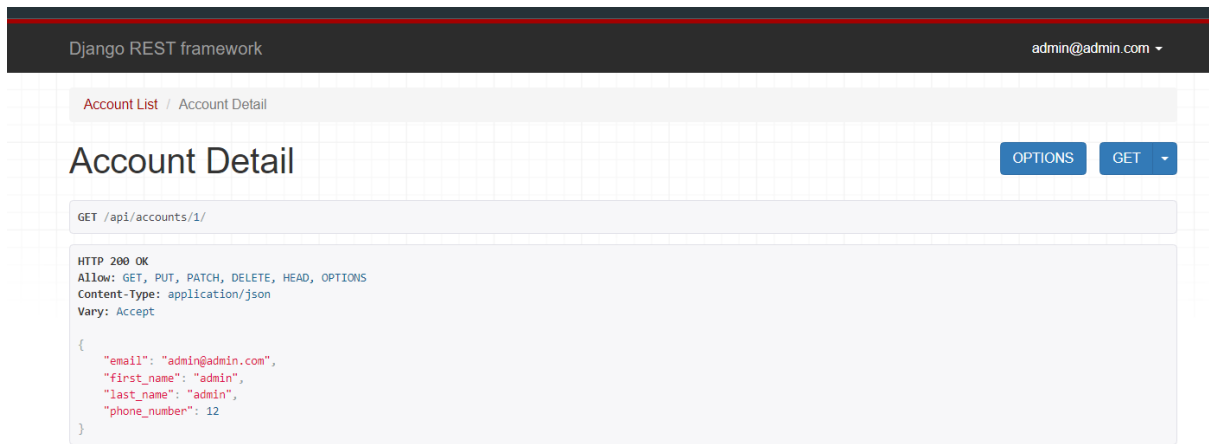 Django REST framework
admin@admin.com
Account List / Account Detail
Account Detail
OPTIONS
GET
GET /api/accounts/1/
HTTP 200 OK
Allow: GET, PUT, PATCH, DELETE, HEAD, OPTIONS
Content-Type: application/json
Vary: Accept
{
    "email": "admin@admin.com",
    "first_name": "admin",
    "last_name": "admin",
    "phone_number": 12
}